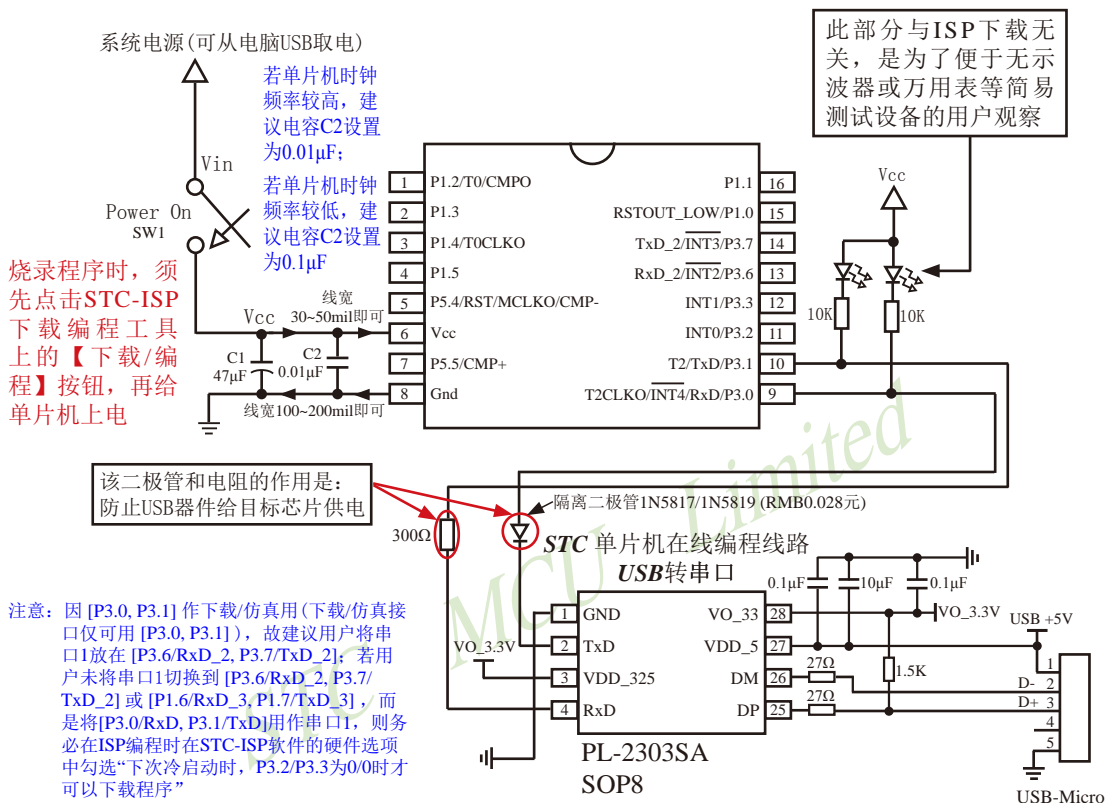 系统电源(可从电脑USB取电)
此部分与ISP下载无
关，是为了便于无示
波器或万用表等简易
测试设备的用户观察
若单片机时钟
频率较高，建
议电容C2设置
为0.01μF；
若单片机时钟
频率较低，建
议电容C2设置
为0.1μF
Vin
Power On
SW1
烧录程序时，须
先点击STC-ISP
下载编程工具
上的【下载/编
程】按钮，再给
单片机上电
Vcc
线宽
30~50mil即可
C1
47μF
C2
0.01μF
线宽100~200mil即可
1 P1.2/T0/CMPO
2 P1.3
3 P1.4/T0CLKO
4 P1.5
5 P5.4/RST/MCLKO/CMP-
6 Vcc
7 P5.5/CMP+
8 Gnd
P1.1 16
RSTOUT_LOW/P1.0 15
TxD_2/INT3/P3.7 14
RxD_2/INT2/P3.6 13
INT1/P3.3 12
INT0/P3.2 11
T2/TxD/P3.1 10
T2CLKO/INT4/RxD/P3.0 9
Vcc
10K
10K
该二极管和电阻的作用是：
防止USB器件给目标芯片供电
300Ω
隔离二极管1N5817/1N5819 (RMB0.028元)
STC 单片机在线编程线路
USB转串口
0.1μF
10μF
0.1μF
VO_3.3V
USB +5V
1 GND
2 TxD
3 VDD_325
4 RxD
VO_33 28
VDD_5 27
DM 26
DP 25
VO_3.3V
27Ω
27Ω
1.5K
D-
D+
1
2
3
4
5
PL-2303SA
SOP8
USB-Micro
注意：因 [P3.0, P3.1] 作下载/仿真用(下载/仿真接
口仅可用 [P3.0, P3.1] )，故建议用户将串
口1放在 [P3.6/RxD_2, P3.7/TxD_2]；若用
户未将串口1切换到 [P3.6/RxD_2, P3.7/
TxD_2] 或 [P1.6/RxD_3, P1.7/TxD_3]，而
是将[P3.0/RxD, P3.1/TxD]用作串口1，则务
必在ISP编程时在STC-ISP软件的硬件选项
中勾选“下次冷启动时，P3.2/P3.3为0/0时才
可以下载程序”
STC MCU Limited